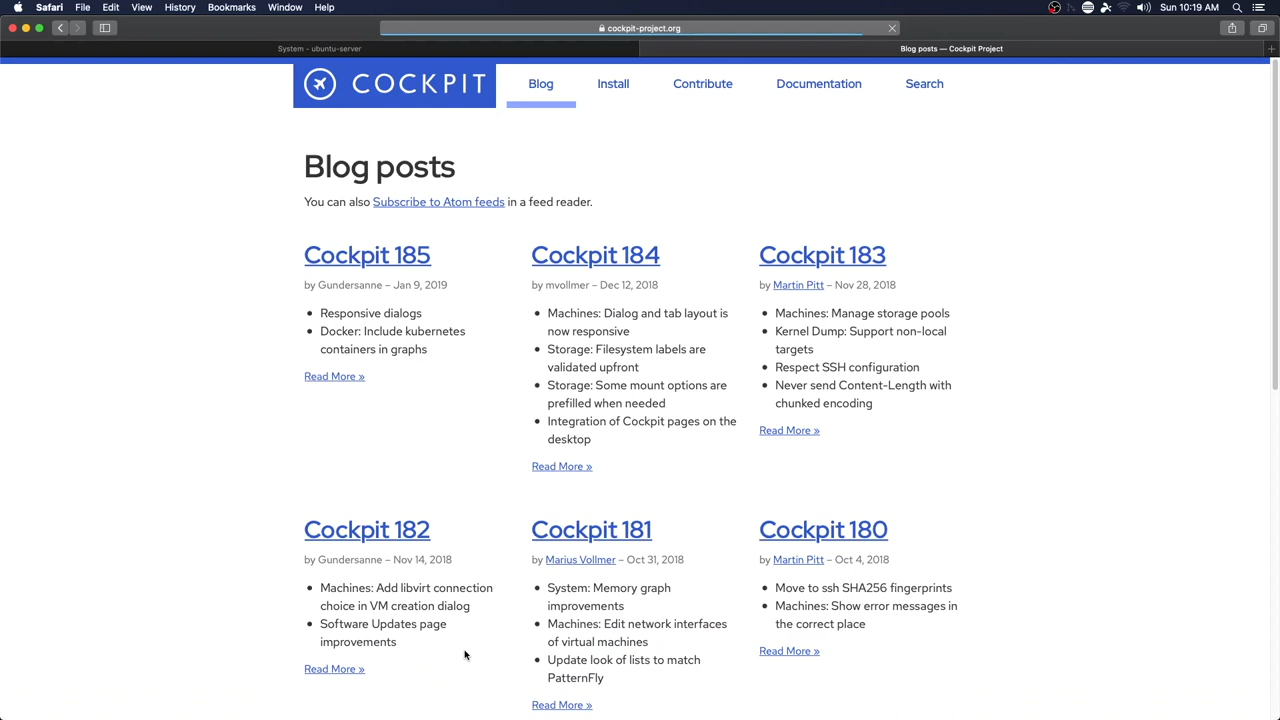 Safari File Edit View History Bookmarks Window Help
Sun 10:19 AM
cockpit-project.org
System - ubuntu-server
Blog posts — Cockpit Project
COCKPIT
Blog Install Contribute Documentation Search
Blog posts
You can also Subscribe to Atom feeds in a feed reader.
Cockpit 185
by Gundersanne – Jan 9, 2019
Responsive dialogs
Docker: Include kubernetes
containers in graphs
Read More »
Cockpit 184
by mvollmer – Dec 12, 2018
Machines: Dialog and tab layout is
now responsive
Storage: Filesystem labels are
validated upfront
Storage: Some mount options are
prefilled when needed
Integration of Cockpit pages on the
desktop
Read More »
Cockpit 183
by Martin Pitt – Nov 28, 2018
Machines: Manage storage pools
Kernel Dump: Support non-local
targets
Respect SSH configuration
Never send Content-Length with
chunked encoding
Read More »
Cockpit 182
by Gundersanne – Nov 14, 2018
Machines: Add libvirt connection
choice in VM creation dialog
Software Updates page
improvements
Read More »
Cockpit 181
by Marius Vollmer – Oct 31, 2018
System: Memory graph
improvements
Machines: Edit network interfaces
of virtual machines
Update look of lists to match
PatternFly
Read More »
Cockpit 180
by Martin Pitt – Oct 4, 2018
Move to ssh SHA256 fingerprints
Machines: Show error messages in
the correct place
Read More »